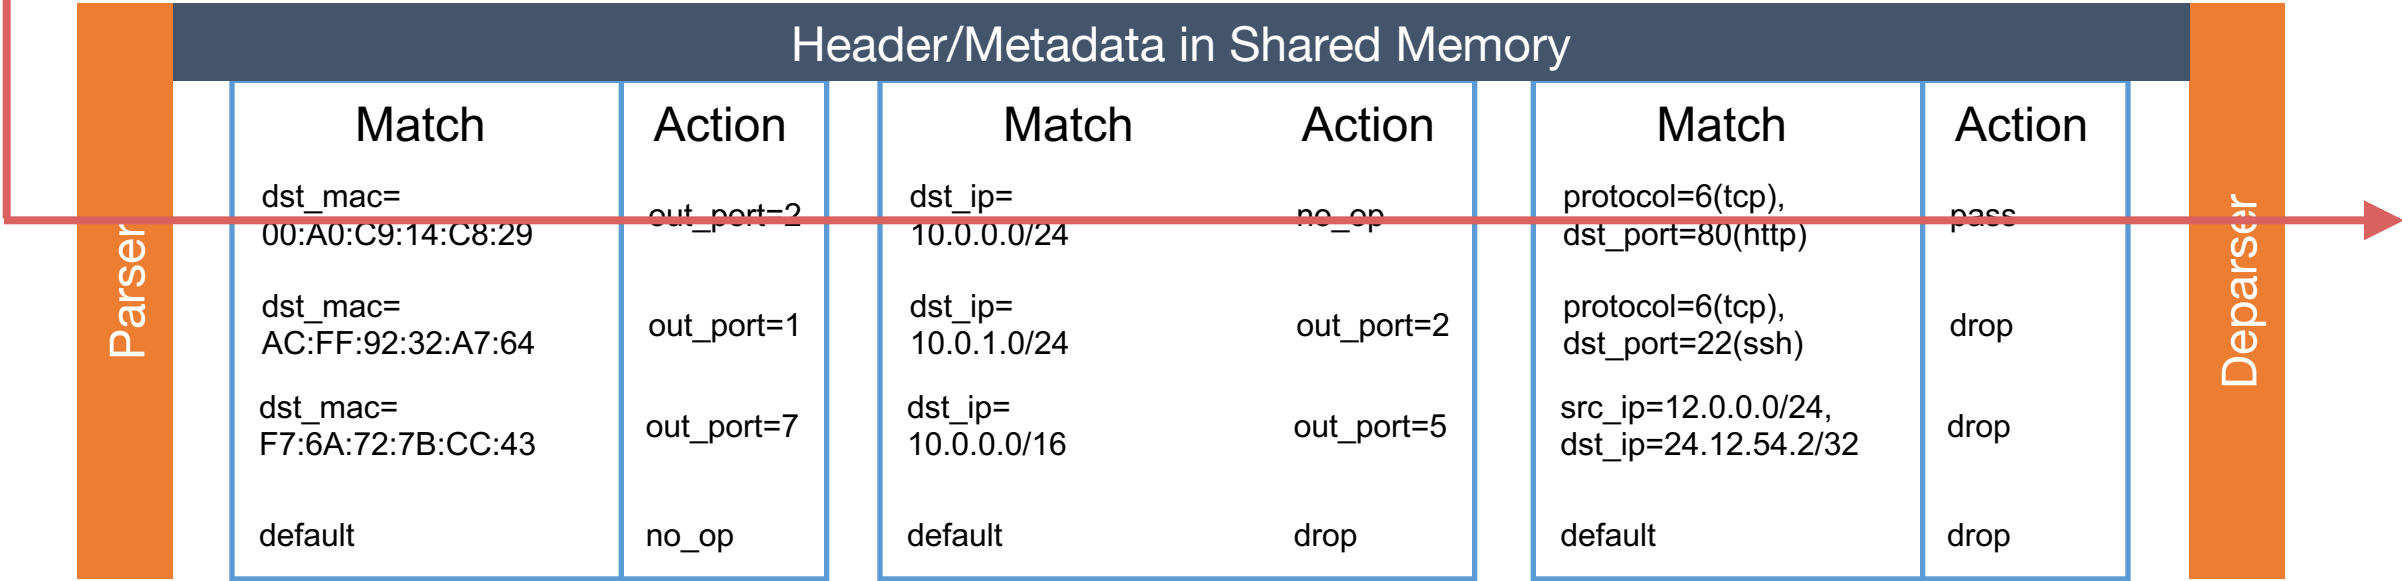 Header/Metadata in Shared Memory
Parser
Match Action
dst_mac=
00:A0:C9:14:C8:29
out_port=2
dst_mac=
AC:FF:92:32:A7:64
out_port=1
dst_mac=
F7:6A:72:7B:CC:43
out_port=7
default no_op
Match Action
dst_ip=
10.0.0.0/24
no_op
dst_ip=
10.0.1.0/24
out_port=2
dst_ip=
10.0.0.0/16
out_port=5
default drop
Match Action
protocol=6(tcp),
dst_port=80(http)
pass
protocol=6(tcp),
dst_port=22(ssh)
drop
src_ip=12.0.0.0/24,
dst_ip=24.12.54.2/32
drop
default drop
Deparser